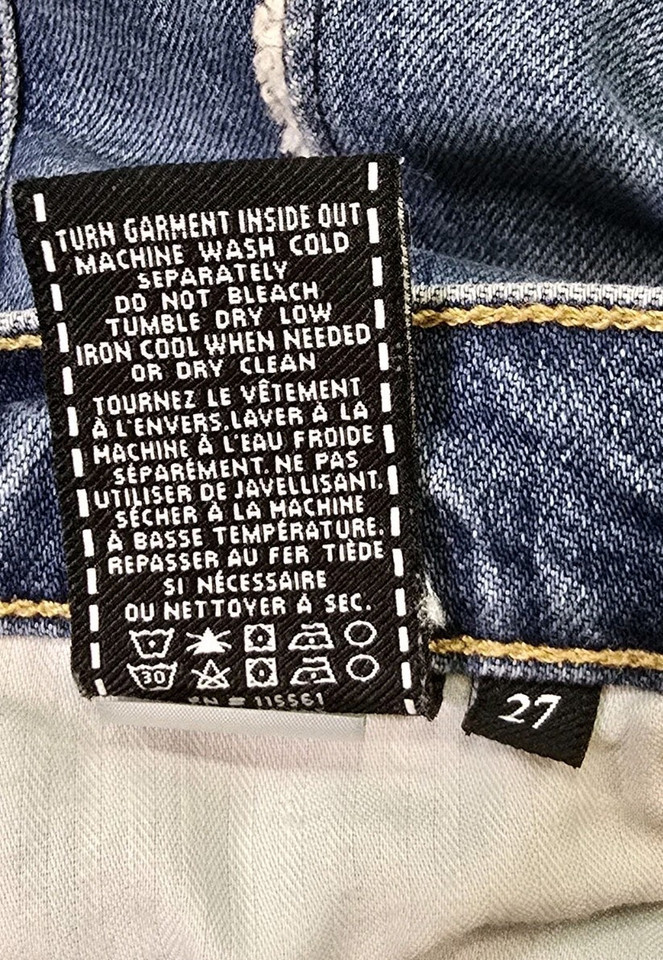 TURN GARMENT INSIDE OUT
MACHINE WASH COLD
SEPARATELY
DO NOT BLEACH
TUMBLE DRY LOW
IRON COOL WHEN NEEDED
OR DRY CLEAN
TOURNEZ LE VÊTEMENT
À L'ENVERS. LAVER À LA
MACHINE À L'EAU FROIDE
SÉPARÉMENT. NE PAS
UTILISER DE JAVELLISANT.
SÉCHER À LA MACHINE
À BASSE TEMPÉRATURE.
REPASSER AU FER TIÈDE
SI NÉCESSAIRE
OU NETTOYER À SEC.
30
# 115561
27